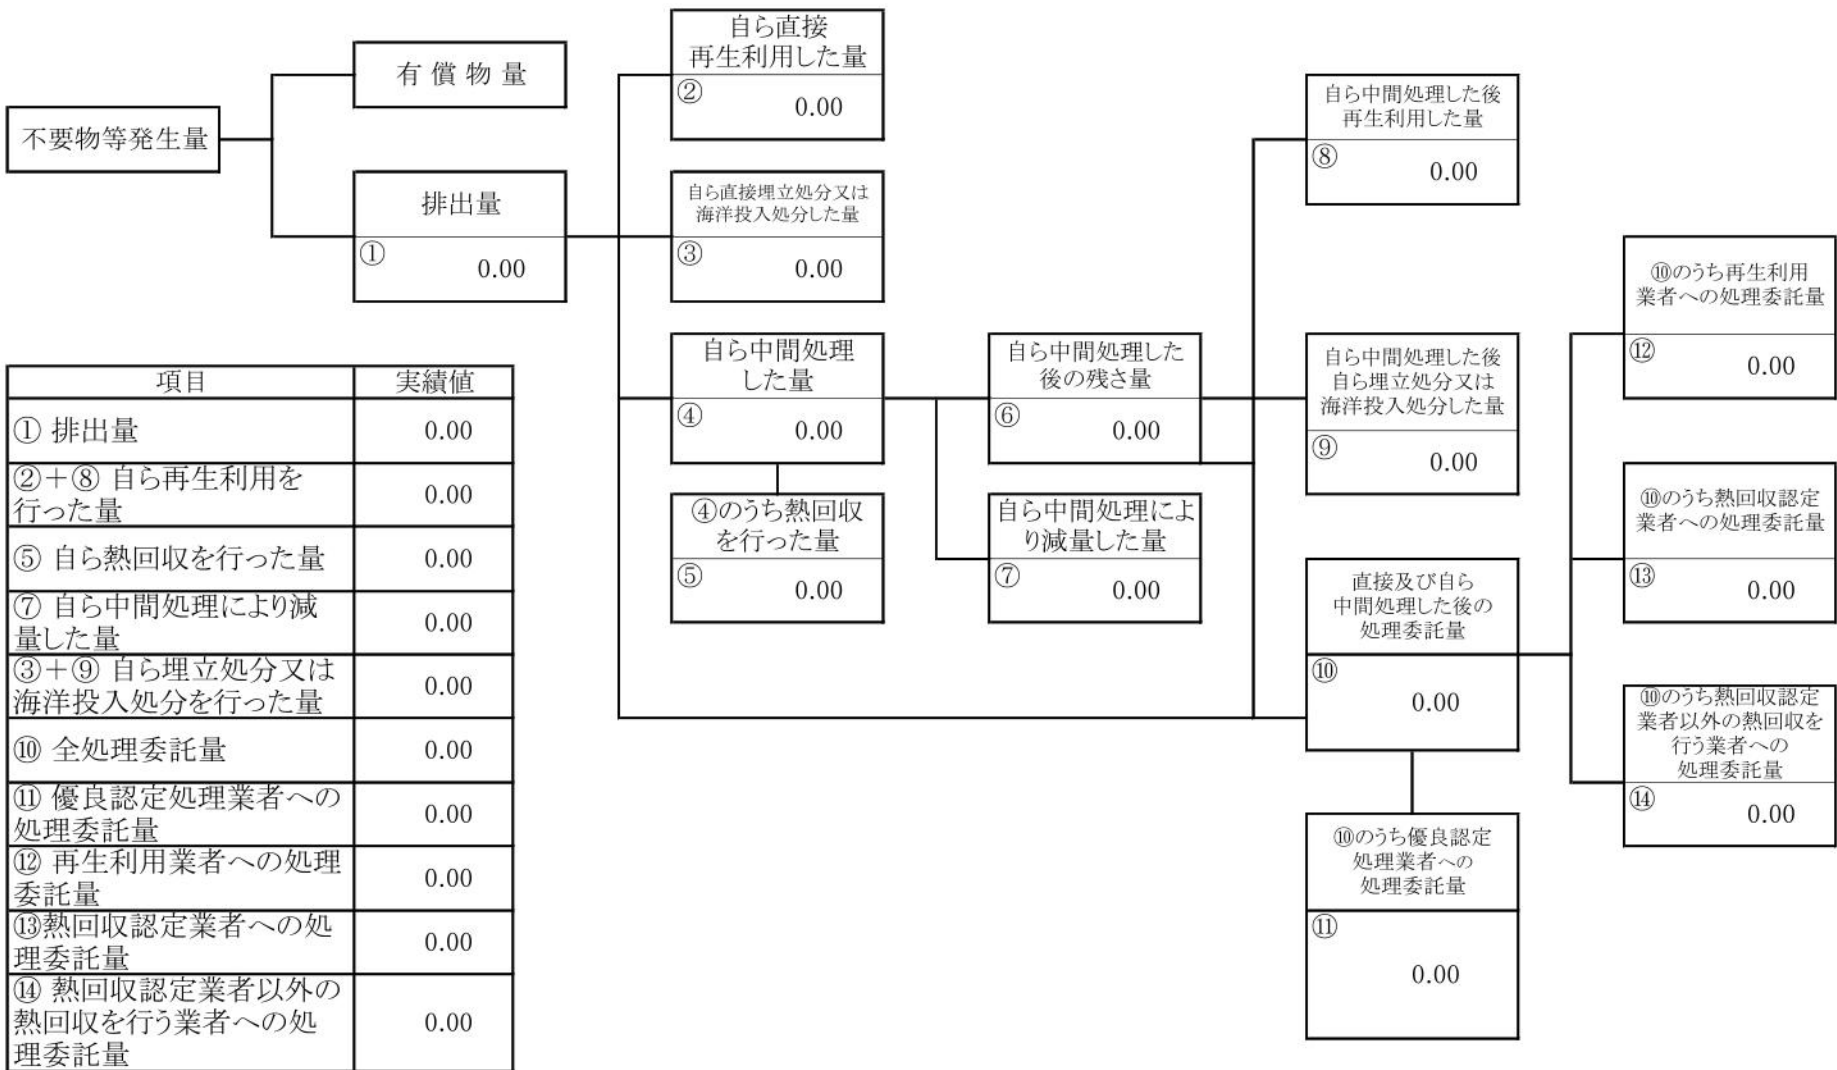 不要物等発生量
有償物量
排出量
①
0.00
自ら直接
再生利用した量
②
0.00
自ら直接埋立処分又は
海洋投入処分した量
③
0.00
自ら中間処理
した量
④
0.00
④のうち熱回収
を行った量
⑤
0.00
自ら中間処理した
後の残さ量
⑥
0.00
自ら中間処理によ
り減量した量
⑦
0.00
自ら中間処理した後
再生利用した量
⑧
0.00
自ら中間処理した後
自ら埋立処分又は
海洋投入処分した量
⑨
0.00
直接及び自ら
中間処理した後の
処理委託量
⑩
0.00
⑩のうち優良認定
処理業者への
処理委託量
⑪
0.00
⑩のうち再生利用
業者への処理委託量
⑫
0.00
⑩のうち熱回収認定
業者への処理委託量
⑬
0.00
⑩のうち熱回収認定
業者以外の熱回収を
行う業者への
処理委託量
⑭
0.00
項目 実績値
① 排出量 0.00
②+⑧ 自ら再生利用を
行った量
0.00
⑤ 自ら熱回収を行った量 0.00
⑦ 自ら中間処理により減
量した量
0.00
③+⑨ 自ら埋立処分又は
海洋投入処分を行った量
0.00
⑩ 全処理委託量 0.00
⑪ 優良認定処理業者への
処理委託量
0.00
⑫ 再生利用業者への処理
委託量
0.00
⑬熱回収認定業者への処
理委託量
0.00
⑭ 熱回収認定業者以外の
熱回収を行う業者への処
理委託量
0.00